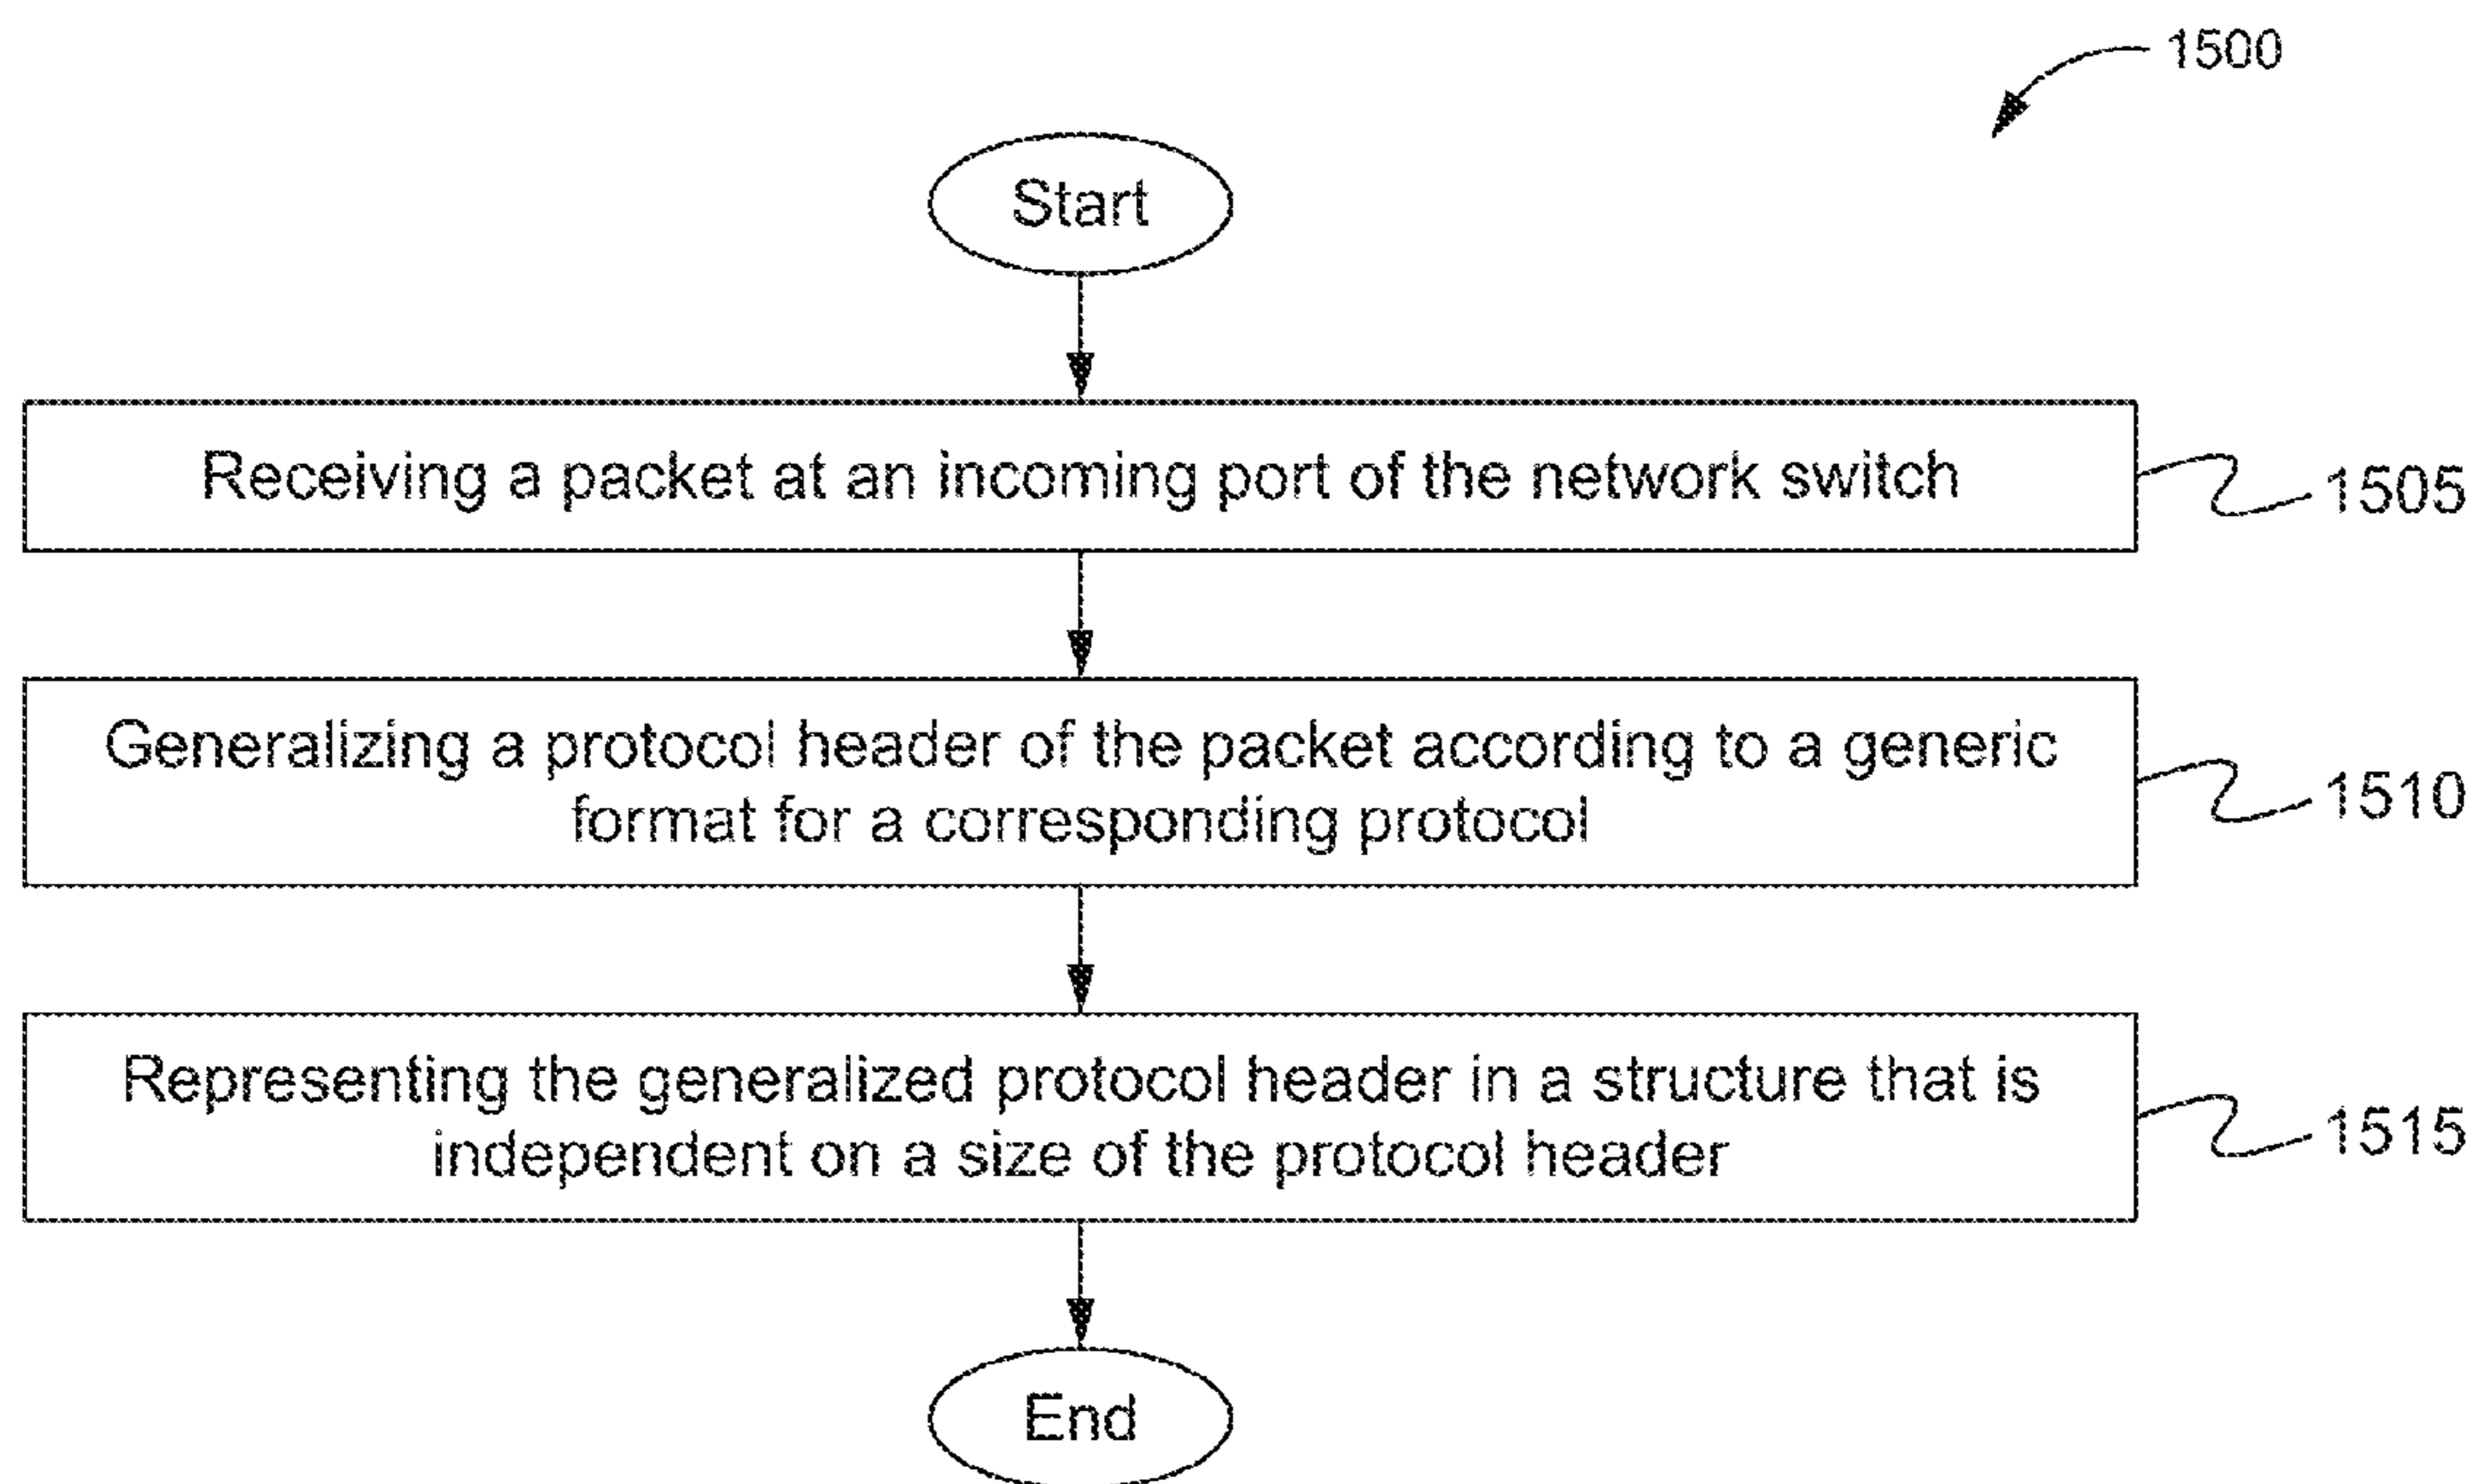 1500
Start
Receiving a packet at an incoming port of the network switch
1505
Generalizing a protocol header of the packet according to a generic
format for a corresponding protocol
1510
Representing the generalized protocol header in a structure that is
independent on a size of the protocol header
1515
End